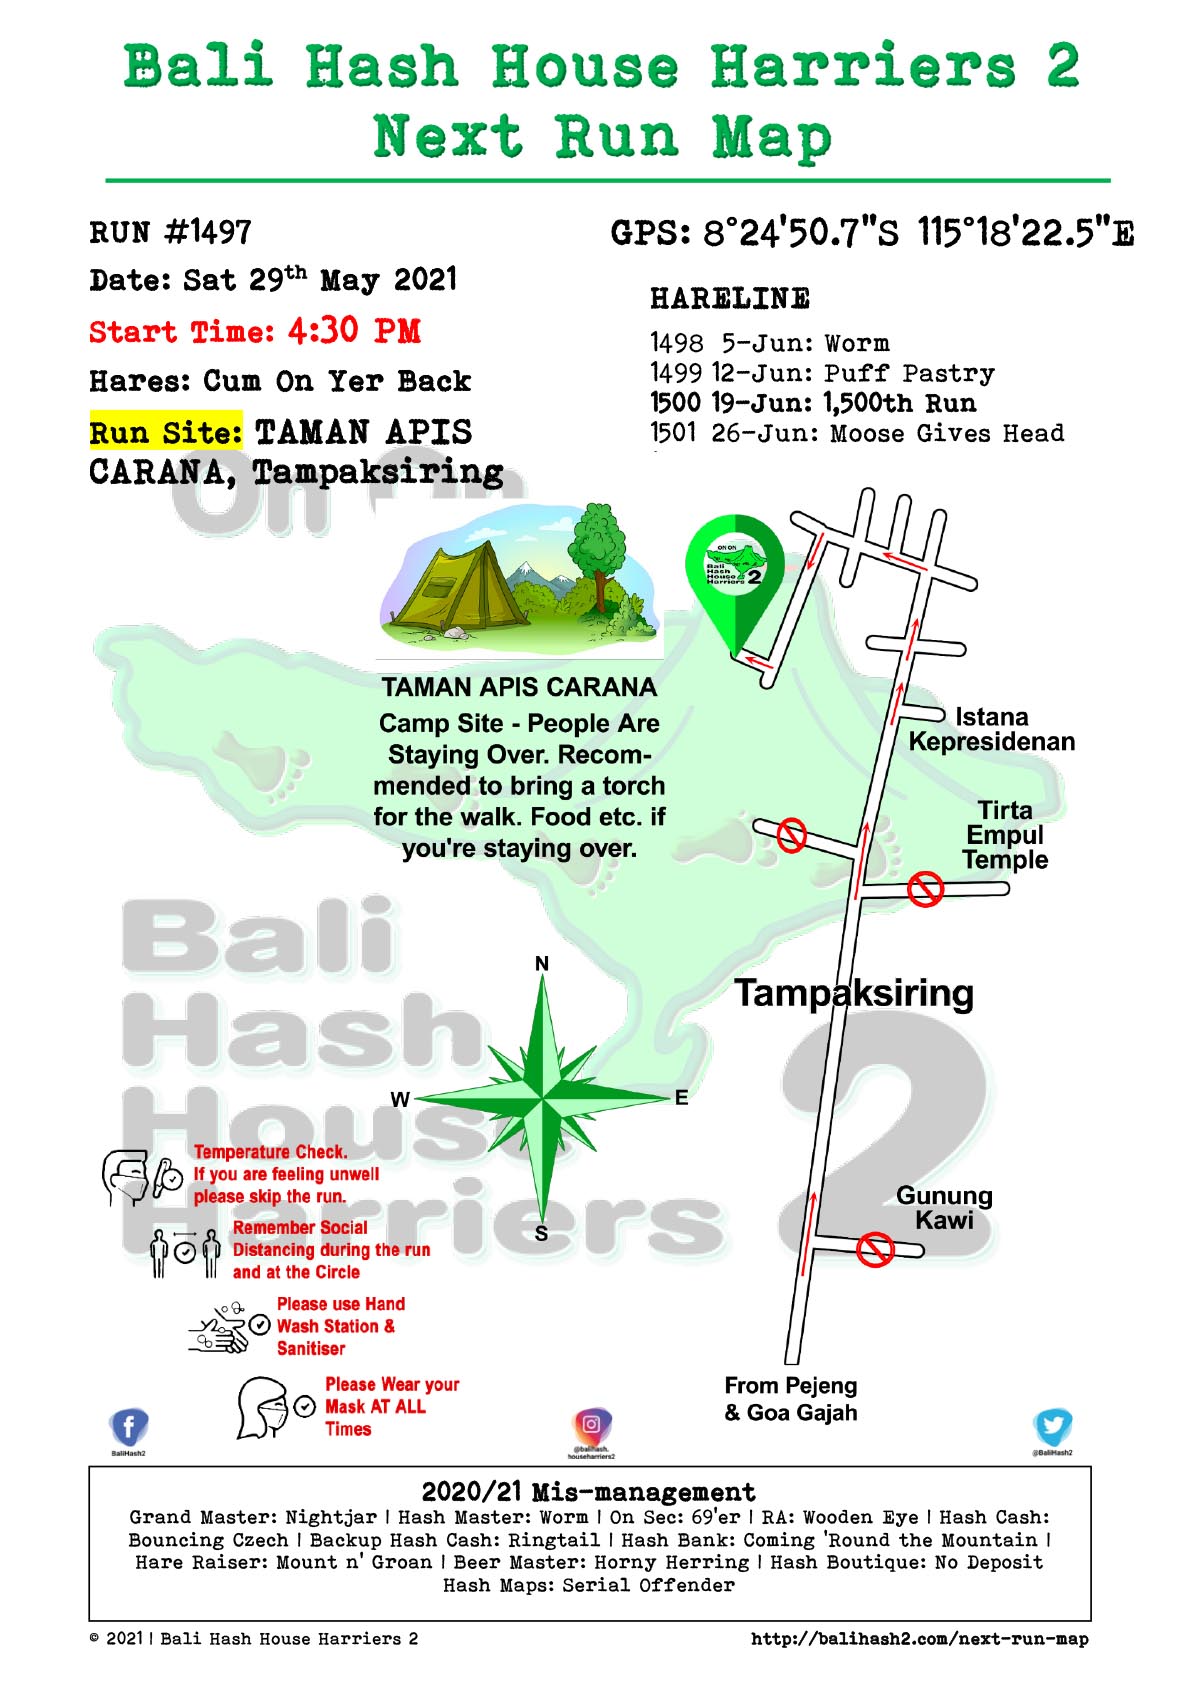 Bali Hash House Harriers 2
Next Run Map
RUN #1497
Date: Sat 29th May 2021
Start Time: 4:30 PM
Hares: Cum On Yer Back
Run Site: TAMAN APIS
CARANA, Tampaksiring
GPS: 8°24'50.7"S 115°18'22.5"E
HARELINE
1498 5-Jun: Worm
1499 12-Jun: Puff Pastry
1500 19-Jun: 1,500th Run
1501 26-Jun: Moose Gives Head
On On
ON ON
Bali
Hash
House
Harriers 2
TAMAN APIS CARANA
Camp Site - People Are
Staying Over. Recom-
mended to bring a torch
for the walk. Food etc. if
you're staying over.
Istana
Kepresidenan
Tirta
Empul
Temple
Tampaksiring
Gunung
Kawi
From Pejeng
& Goa Gajah
Bali
Hash
House
Harriers 2
N
W
E
S
Temperature Check.
If you are feeling unwell
please skip the run.
Remember Social
Distancing during the run
and at the Circle
Please use Hand
Wash Station &
Sanitiser
Please Wear your
Mask AT ALL
Times
BaliHash2
@balihash.
househarriers2
@BaliHash2
2020/21 Mis-management
Grand Master: Nightjar | Hash Master: Worm | On Sec: 69'er | RA: Wooden Eye | Hash Cash:
Bouncing Czech | Backup Hash Cash: Ringtail | Hash Bank: Coming 'Round the Mountain |
Hare Raiser: Mount n' Groan | Beer Master: Horny Herring | Hash Boutique: No Deposit
Hash Maps: Serial Offender
© 2021 | Bali Hash House Harriers 2
http://balihash2.com/next-run-map